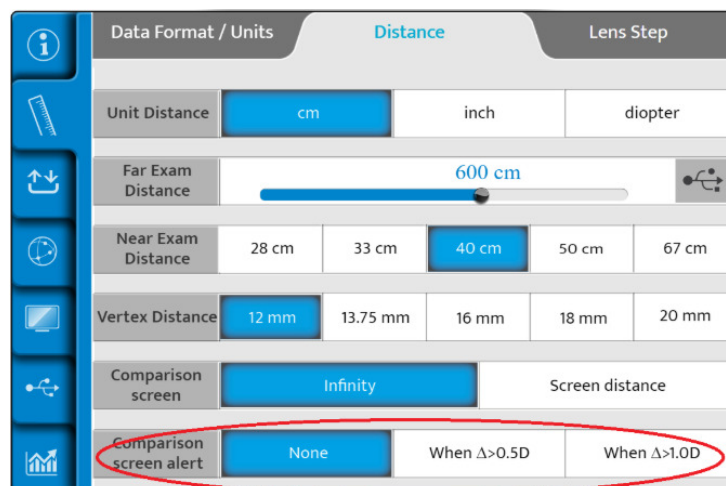 Data Format / Units Distance Lens Step
Unit Distance cm inch diopter
Far Exam
Distance
600 cm
Near Exam
Distance
28 cm 33 cm 40 cm 50 cm 67 cm
Vertex Distance 12 mm 13.75 mm 16 mm 18 mm 20 mm
Comparison
screen
Infinity Screen distance
Comparison
screen alert
None When Δ>0.5D When Δ>1.0D